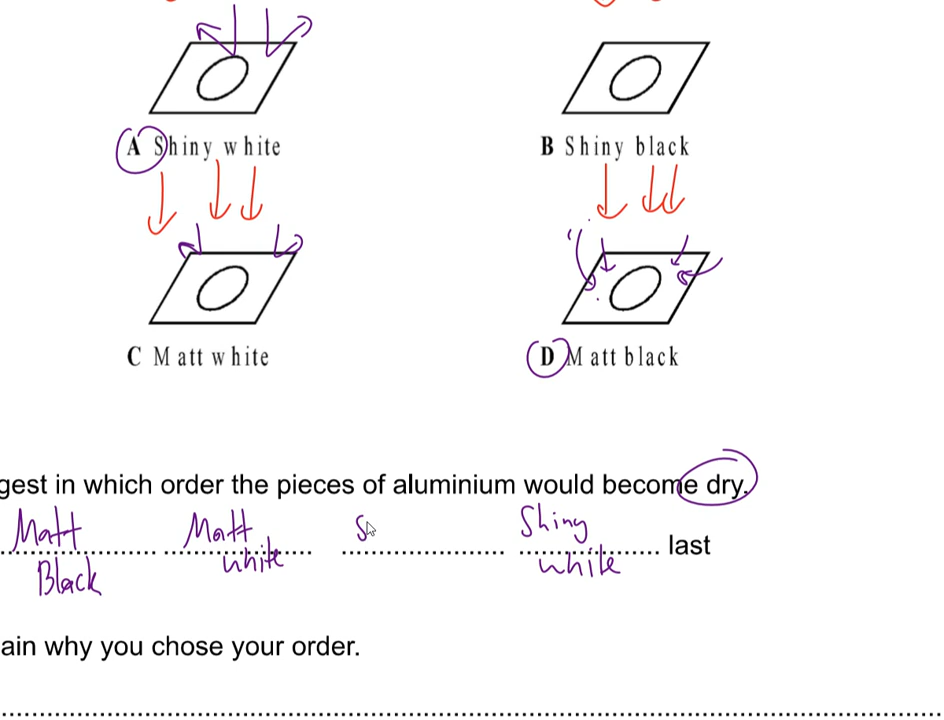 A Shiny white
B Shiny black
C Matt white
D Matt black
gest in which order the pieces of aluminium would become dry.
Matt Matt S Shing
Black white white last
ain why you chose your order.